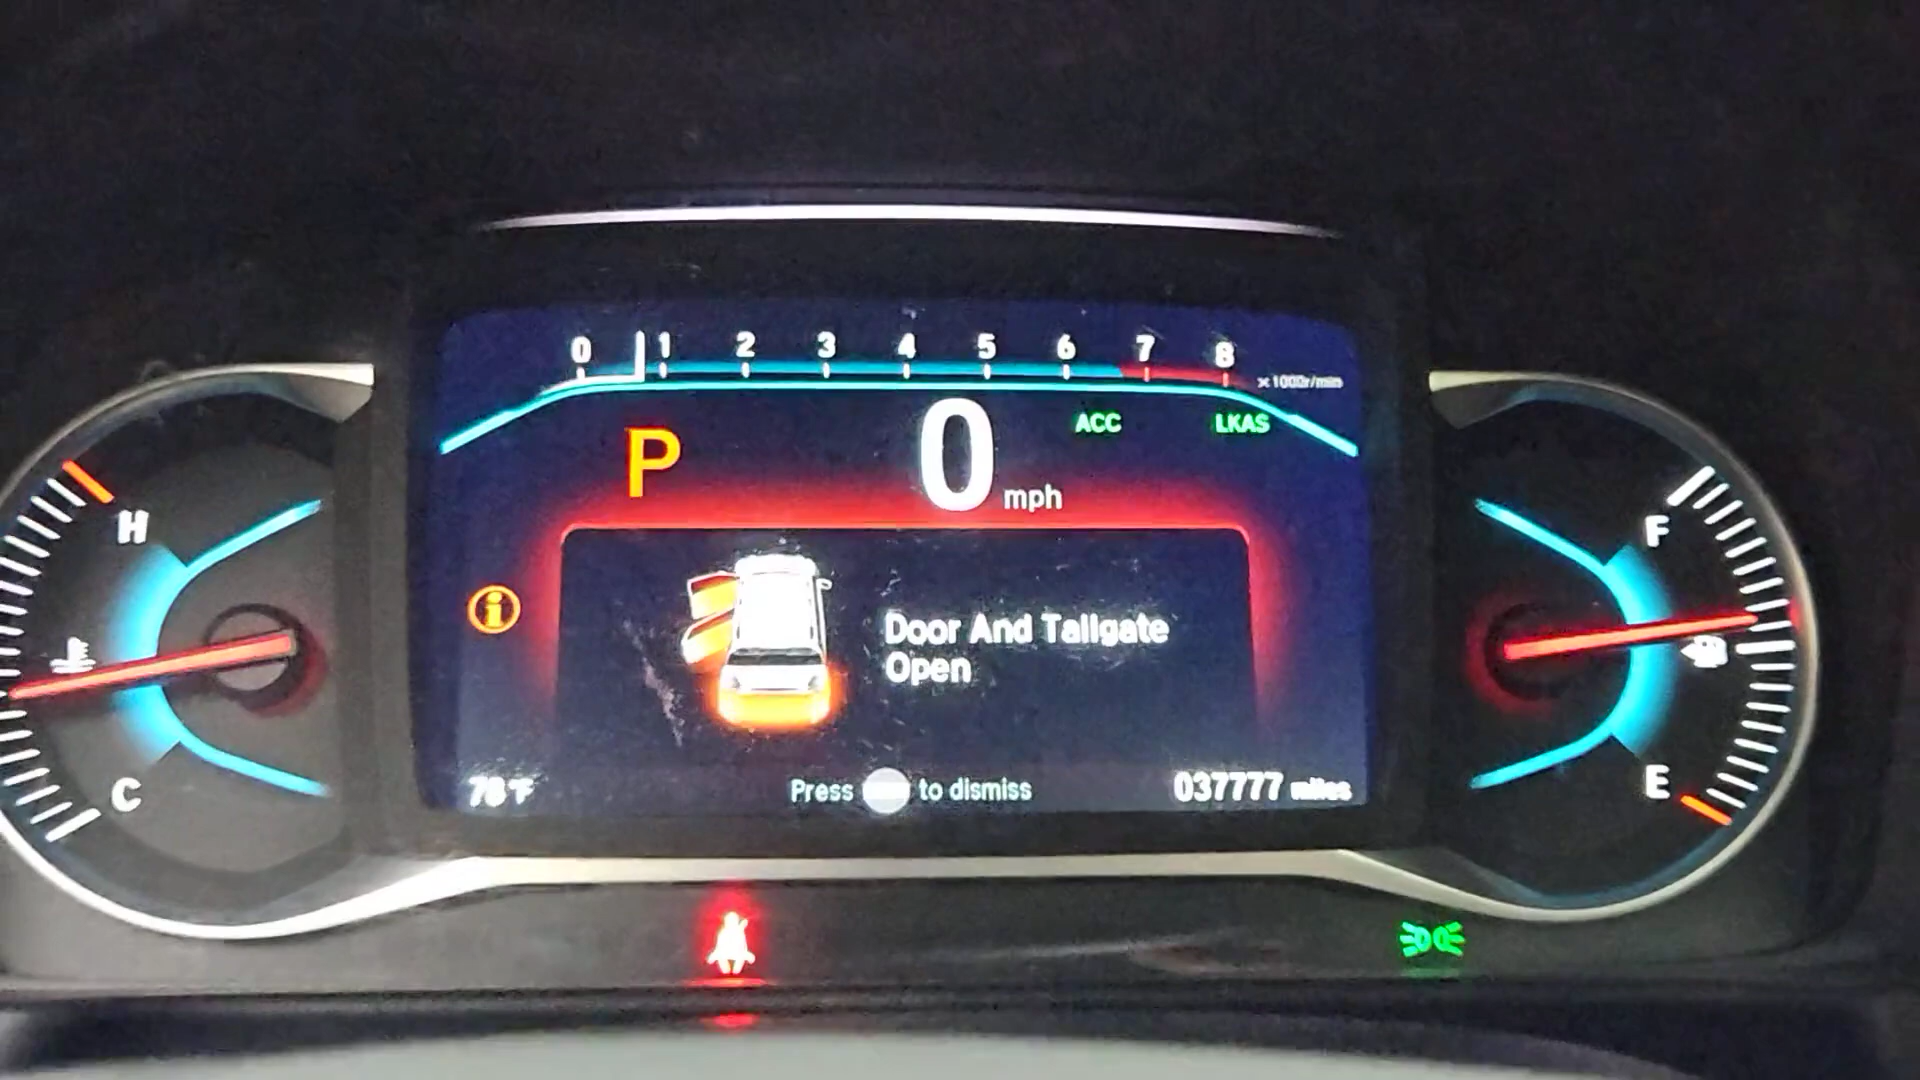 0 1 2 3 4 5 6 7 8
×1000r/min
P 0 mph ACC LKAS
H
F
Door And Tailgate
Open
C
E
78°F Press to dismiss 037777 miles